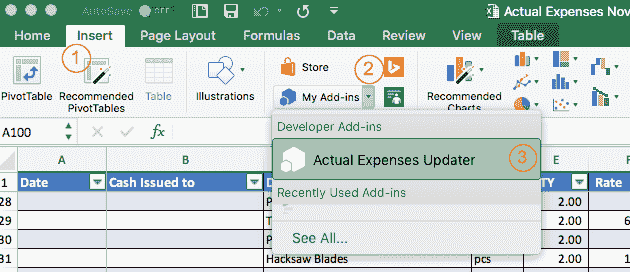 AutoSave OFF
Actual Expenses Nov
Home Insert Page Layout Formulas Data Review View Table
1
2
Store
My Add-ins
PivotTable
Recommended
PivotTables
Table
Illustrations
Recommended
Charts
A100
fx
Developer Add-ins
Actual Expenses Updater
3
Recently Used Add-ins
See All...
A B E F
1 Date Cash Issued to D TY Rate
28 P 2.00
29 T 2.00 6
30 P 2.00
31 Hacksaw Blades pcs 2.00